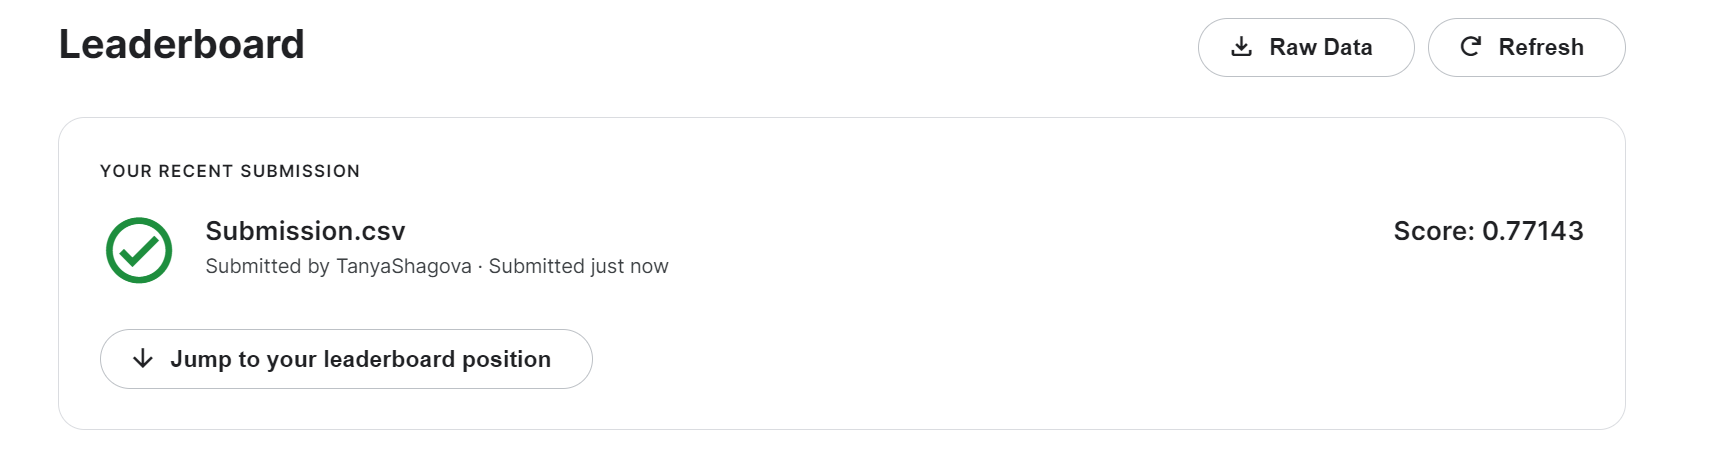 Leaderboard
Raw Data
Refresh
YOUR RECENT SUBMISSION
Submission.csv
Score: 0.77143
Submitted by TanyaShagova · Submitted just now
Jump to your leaderboard position